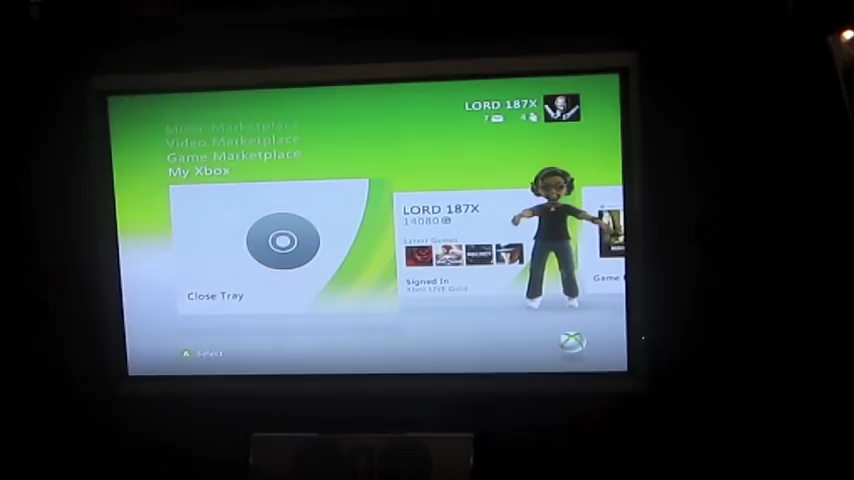 LORD 187X
7 4
Music Marketplace
Video Marketplace
Game Marketplace
My Xbox
Close Tray
LORD 187X
14080 G
Latest Games
Signed In
Xbox LIVE Gold
Game
A Select